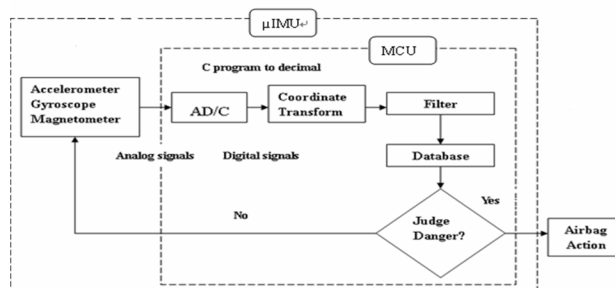 μIMU
MCU
C program to decimal
Accelerometer
Gyroscope
Magnetometer
AD/C
Coordinate
Transform
Filter
Analog signals
Digital signals
Database
Yes
No
Judge
Danger?
Airbag
Action